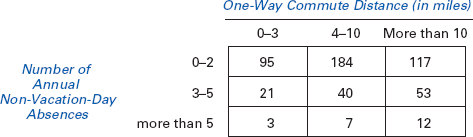 One-Way Commute Distance (in miles)
0–3 4–10 More than 10
Number of
Annual
Non-Vacation-Day
Absences
0–2 95 184 117
3–5 21 40 53
more than 5 3 7 12